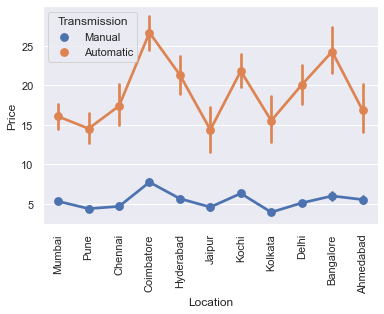 Transmission
Manual
Automatic
25
20
15
10
5
Price
Mumbai
Pune
Chennai
Coimbatore
Hyderabad
Jaipur
Kochi
Kolkata
Delhi
Bangalore
Ahmedabad
Location